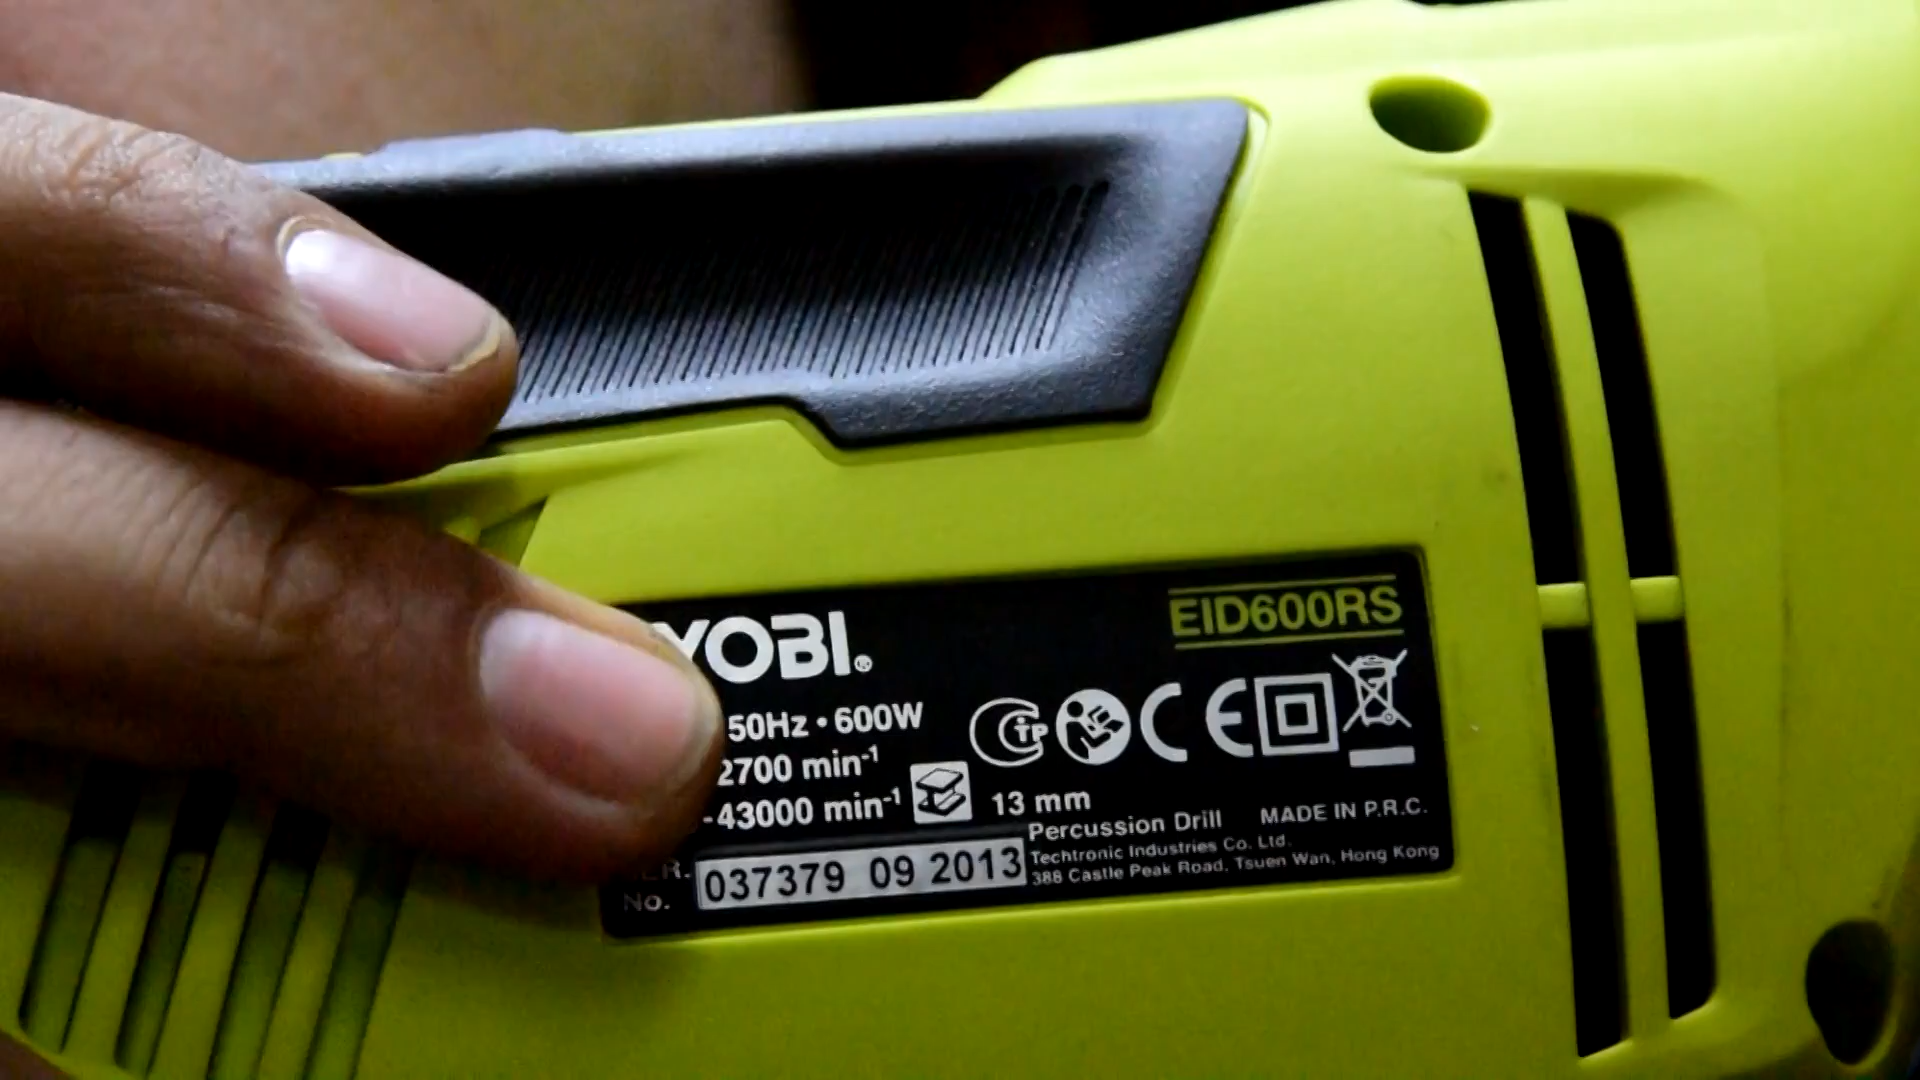 YOBI.®
EID600RS
50Hz • 600W
2700 min-1
-43000 min-1
13 mm
Percussion Drill MADE IN P.R.C.
Techtronic Industries Co. Ltd.
388 Castle Peak Road, Tsuen Wan, Hong Kong
No.
037379 09 2013